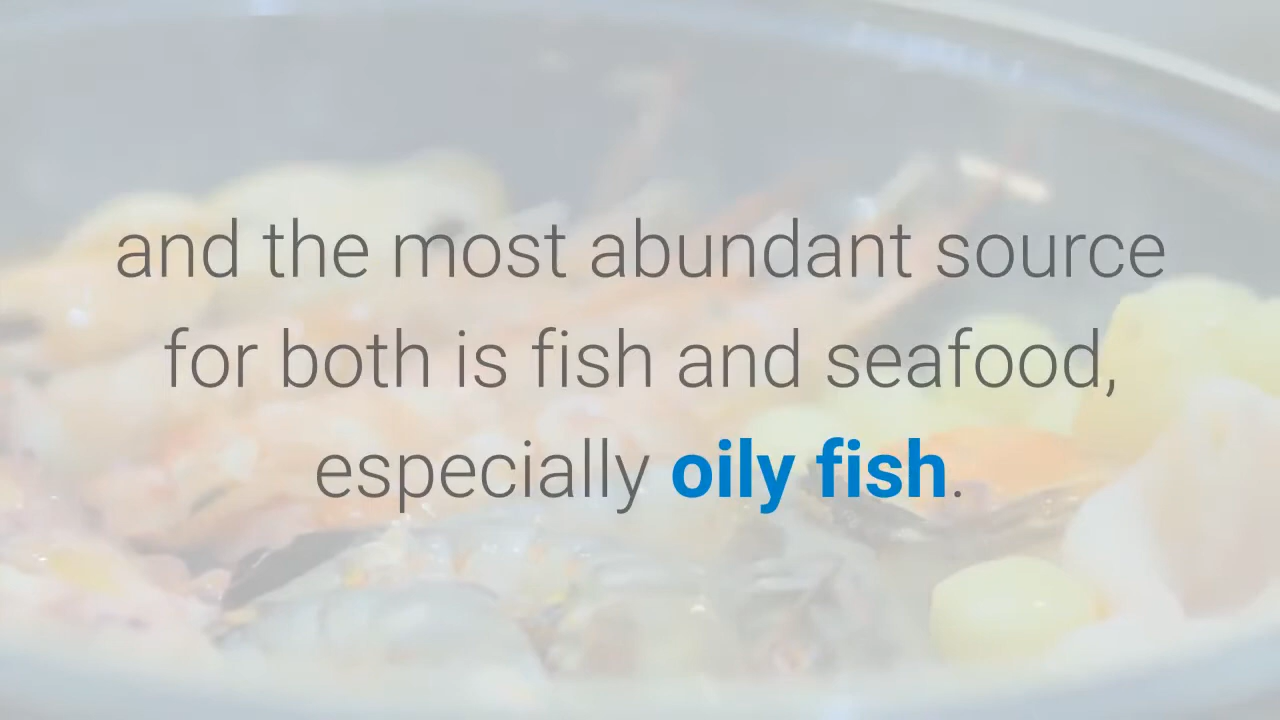 and the most abundant source
for both is fish and seafood,
especially oily fish.